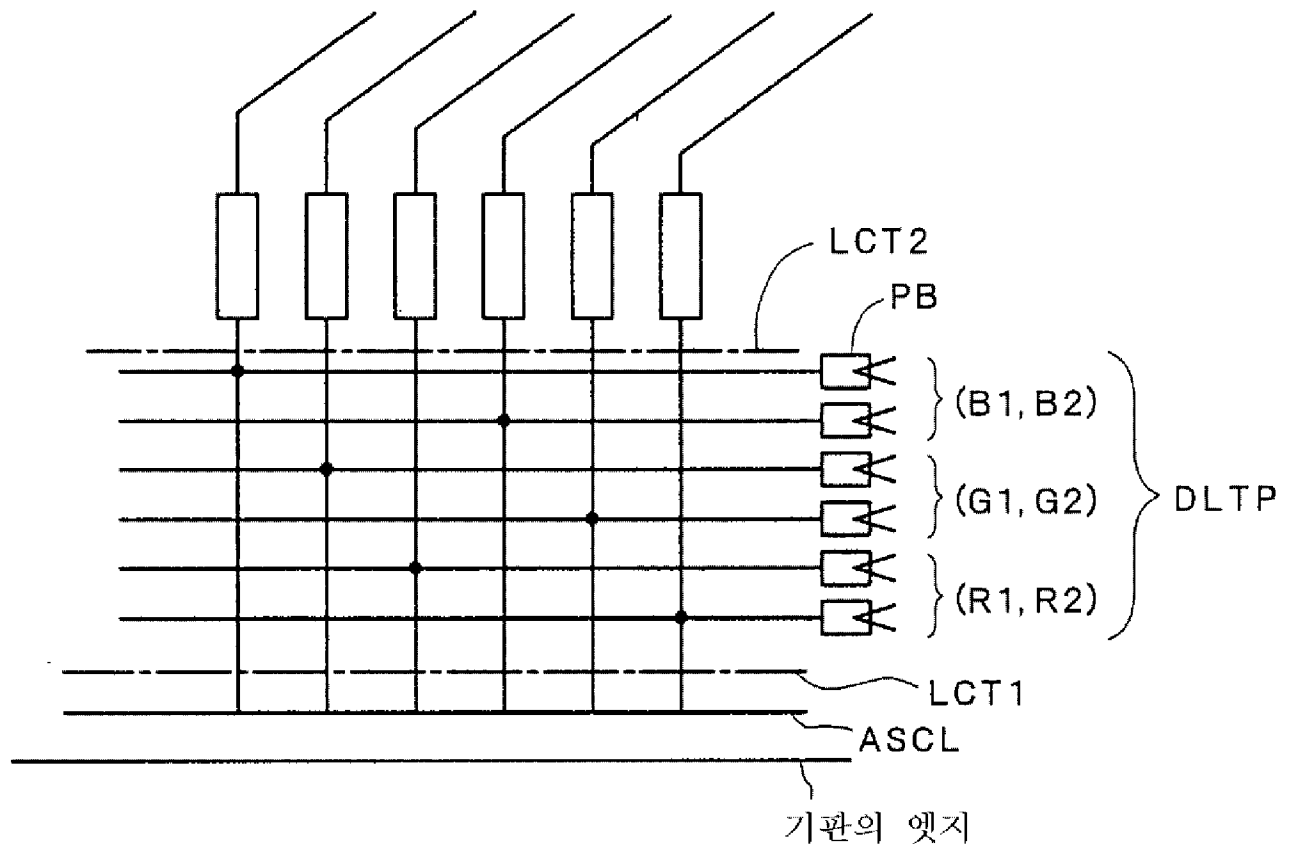 LCT2
PB
(B1, B2)
(G1, G2)
DLTP
(R1, R2)
LCT1
ASCL
기판의 엣지